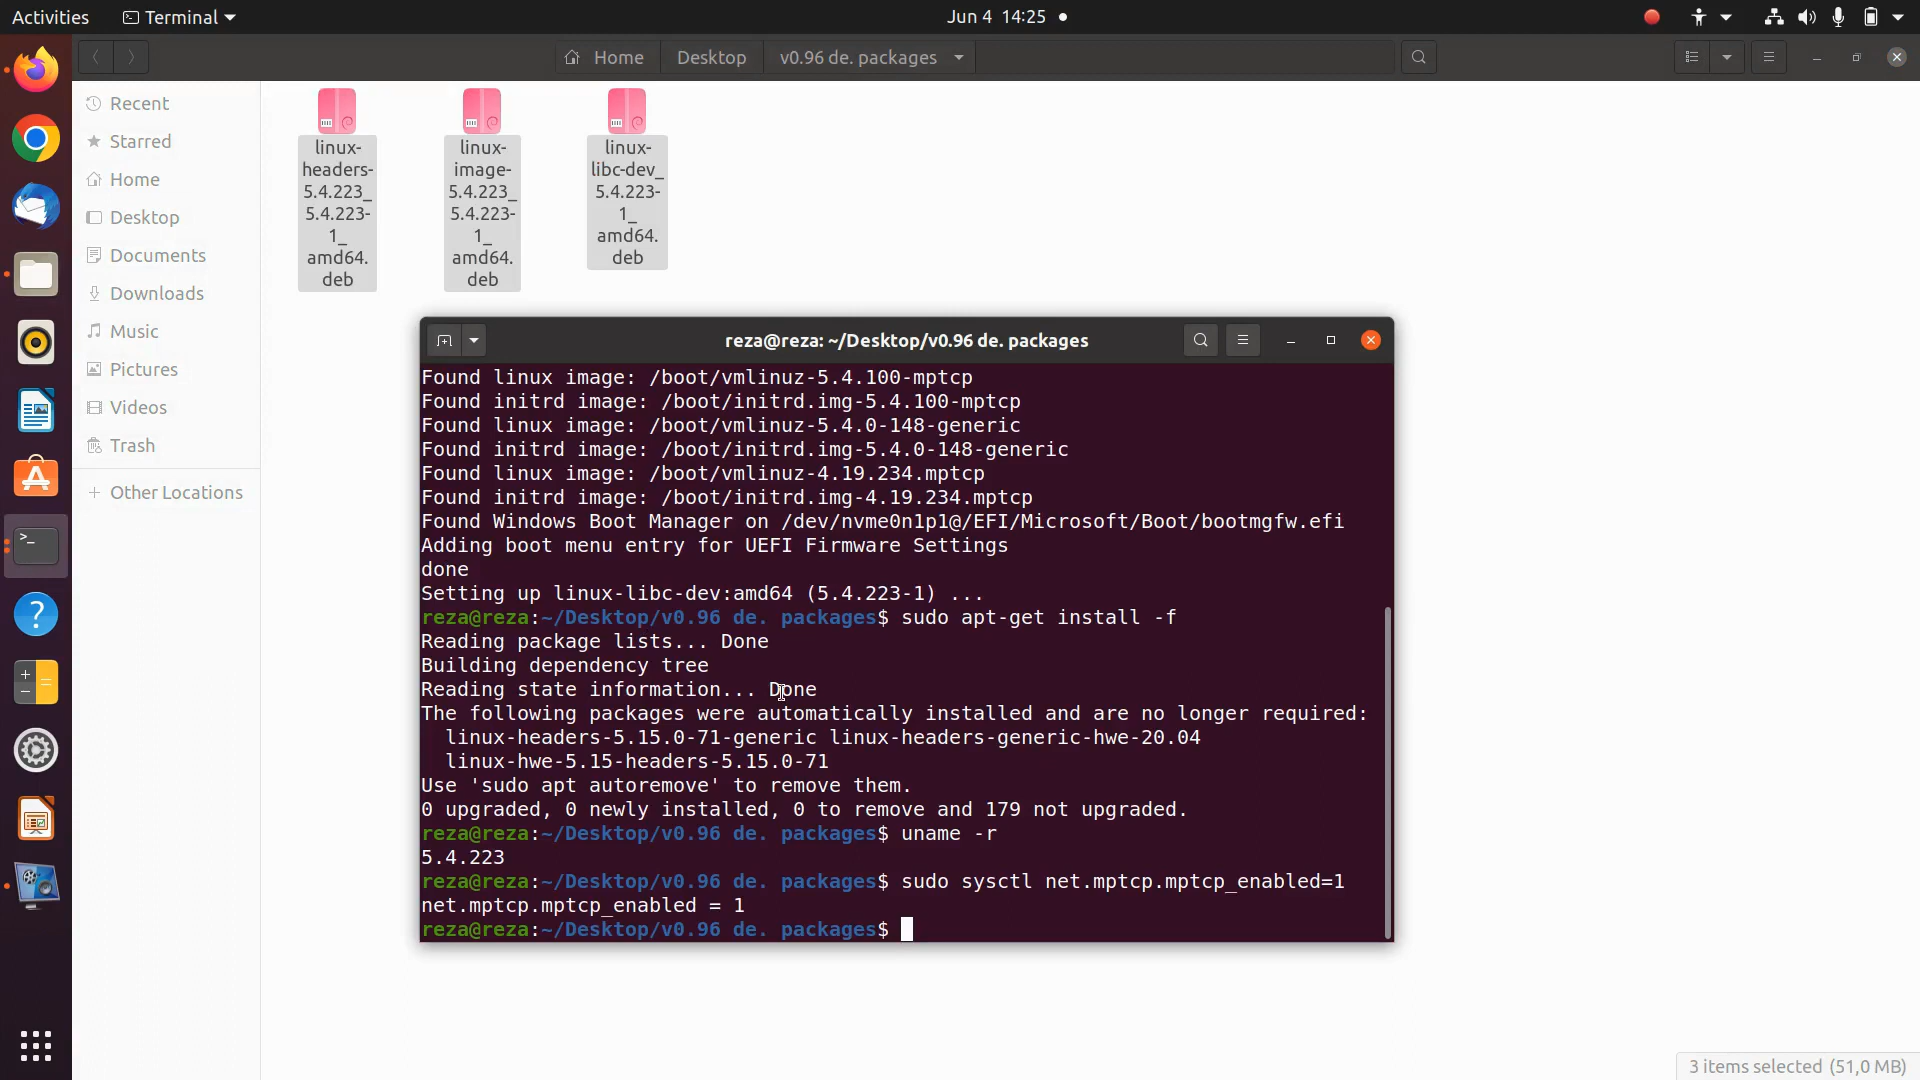 Activities
Terminal
Jun 4 14:25
Home
Desktop
v0.96 de. packages
Recent
Starred
Home
Desktop
Documents
Downloads
Music
Pictures
Videos
Trash
Other Locations
linux-
headers-
5.4.223_
5.4.223-
1_
amd64.
deb
linux-
image-
5.4.223_
5.4.223-
1_
amd64.
deb
linux-
libc-dev_
5.4.223-
1_
amd64.
deb
reza@reza: ~/Desktop/v0.96 de. packages
Found linux image: /boot/vmlinuz-5.4.100-mptcp
Found initrd image: /boot/initrd.img-5.4.100-mptcp
Found linux image: /boot/vmlinuz-5.4.0-148-generic
Found initrd image: /boot/initrd.img-5.4.0-148-generic
Found linux image: /boot/vmlinuz-4.19.234.mptcp
Found initrd image: /boot/initrd.img-4.19.234.mptcp
Found Windows Boot Manager on /dev/nvme0n1p1@/EFI/Microsoft/Boot/bootmgfw.efi
Adding boot menu entry for UEFI Firmware Settings
done
Setting up linux-libc-dev:amd64 (5.4.223-1) ...
reza@reza:~/Desktop/v0.96 de. packages$ sudo apt-get install -f
Reading package lists... Done
Building dependency tree
Reading state information... Done
The following packages were automatically installed and are no longer required:
  linux-headers-5.15.0-71-generic linux-headers-generic-hwe-20.04
  linux-hwe-5.15-headers-5.15.0-71
Use 'sudo apt autoremove' to remove them.
0 upgraded, 0 newly installed, 0 to remove and 179 not upgraded.
reza@reza:~/Desktop/v0.96 de. packages$ uname -r
5.4.223
reza@reza:~/Desktop/v0.96 de. packages$ sudo sysctl net.mptcp.mptcp_enabled=1
net.mptcp.mptcp_enabled = 1
reza@reza:~/Desktop/v0.96 de. packages$
3 items selected (51,0 MB)